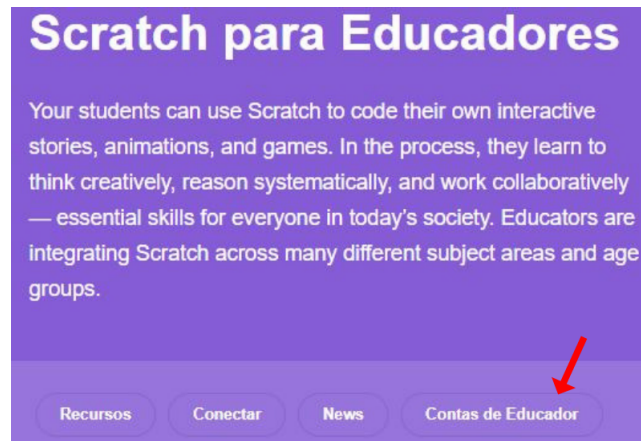 Scratch para Educadores
Your students can use Scratch to code their own interactive
stories, animations, and games. In the process, they learn to
think creatively, reason systematically, and work collaboratively
— essential skills for everyone in today's society. Educators are
integrating Scratch across many different subject areas and age
groups.
Recursos Conectar News Contas de Educador